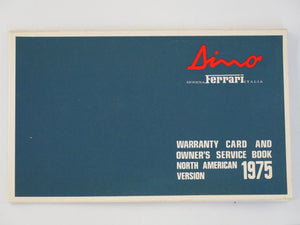 Dino
Ferrari
WARRANTY CARD AND
OWNER'S SERVICE BOOK
NORTH AMERICAN
VERSION 1975